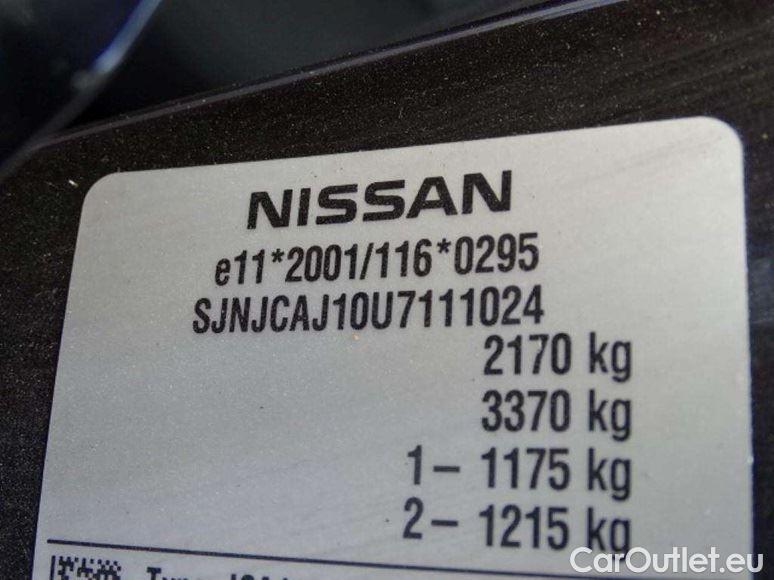 NISSAN
e11*2001/116*0295
SJNJCAJ10U7111024
2170 kg
3370 kg
1– 1175 kg
2– 1215 kg
CarOutlet.eu